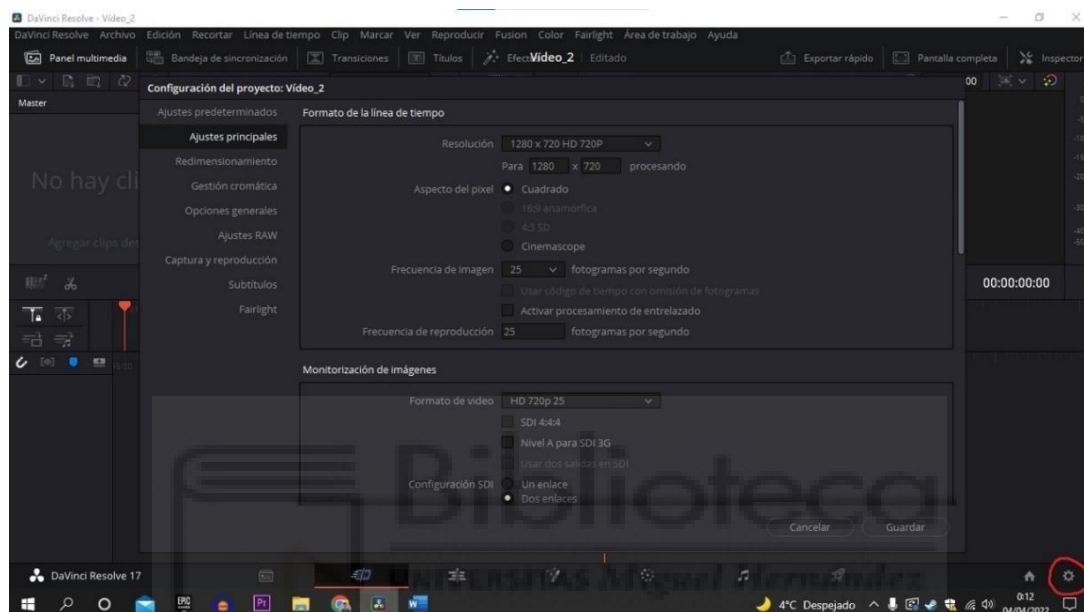 DaVinci Resolve - Video_2
DaVinci Resolve Archivo Edición Recortar Línea de tiempo Clip Marcar Ver Reproducir Fusion Color Fairlight Área de trabajo Ayuda
Panel multimedia Bandeja de sincronización Transiciones Títulos Vídeo_2 Editado Exportar rápido Pantalla completa Inspector
Master
No hay cli
Agregar clips des
Configuración del proyecto: Vídeo_2
Ajustes predeterminados
Ajustes principales
Redimensionamiento
Gestión cromática
Opciones generales
Ajustes RAW
Captura y reproducción
Subtítulos
Fairlight
Formato de la línea de tiempo
Resolución 1280 x 720 HD 720P
Para 1280 x 720 procesando
Aspecto del pixel Cuadrado
16:9 anamórfica
4:3 SD
Cinemascope
Frecuencia de imagen 25 fotogramas por segundo
Usar código de tiempo con omisión de fotogramas
Activar procesamiento de entrelazado
Frecuencia de reproducción 25 fotogramas por segundo
Monitorización de imágenes
Formato de video HD 720p 25
SDI 4:4:4
Nivel A para SDI 3G
Usar dos salidas en SDI
Configuración SDI Un enlace
Dos enlaces
Cancelar Guardar
00:00:00:00
Biblioteca
UNIVERSITAS Miguel Hernández
DaVinci Resolve 17
4°C Despejado 0:12
04/04/2022